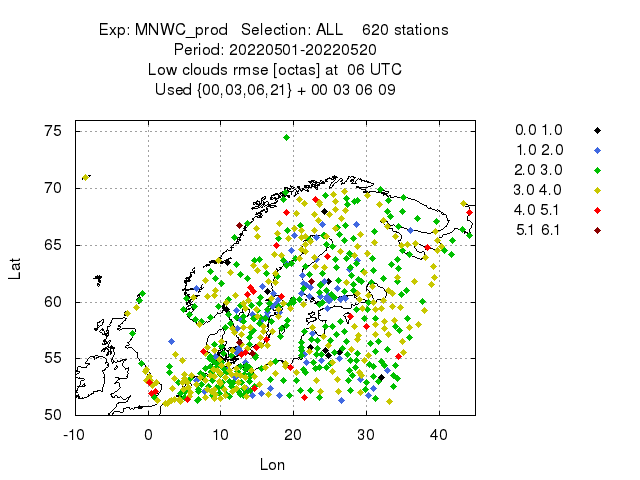 Exp: MNWC_prod   Selection: ALL    620 stations
Period: 20220501-20220520
Low clouds rmse [octas] at  06 UTC
Used {00,03,06,21} + 00 03 06 09
0.0 1.0
1.0 2.0
2.0 3.0
3.0 4.0
4.0 5.1
5.1 6.1
75
70
65
60
55
50
Lat
-10 0 10 20 30 40
Lon